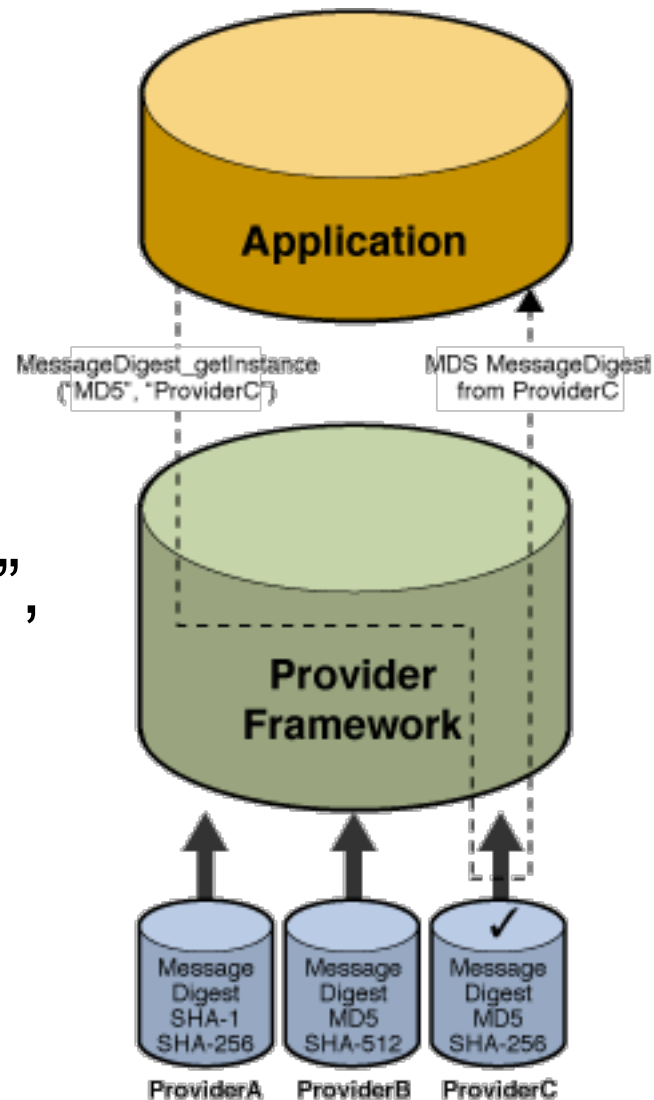 Application
MessageDigest_getInstance
("MD5", "ProviderC")
MDS MessageDigest
from ProviderC
”,
Provider
Framework
Message
Digest
SHA-1
SHA-256
Message
Digest
MD5
SHA-512
✓
Message
Digest
MD5
SHA-256
ProviderA
ProviderB
ProviderC